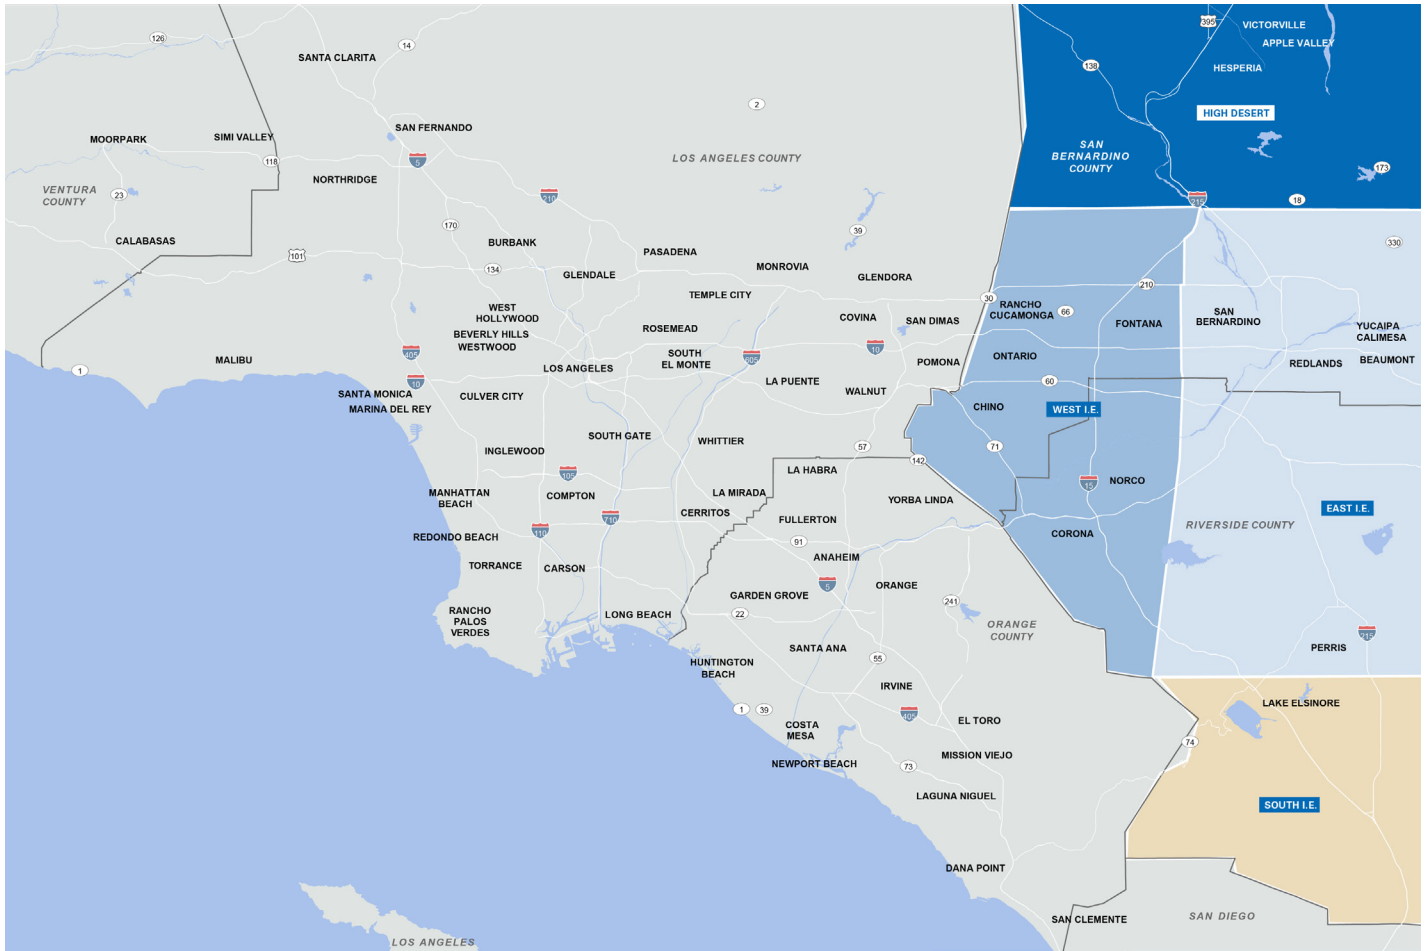 395
VICTORVILLE
126
14
APPLE VALLEY
SANTA CLARITA
138
HESPERIA
2
HIGH DESERT
SAN FERNANDO
MOORPARK
SIMI VALLEY
SAN
BERNARDINO
COUNTY
118
5
LOS ANGELES COUNTY
173
NORTHRIDGE
VENTURA
COUNTY
23
210
215
18
170
39
CALABASAS
BURBANK
330
PASADENA
101
134
GLENDALE
MONROVIA
GLENDORA
210
TEMPLE CITY
30
RANCHO
CUCAMONGA
66
WEST
HOLLYWOOD
COVINA
SAN DIMAS
FONTANA
SAN
BERNARDINO
ROSEMEAD
YUCAIPA
CALIMESA
BEVERLY HILLS
WESTWOOD
405
SOUTH
EL MONTE
605
10
ONTARIO
MALIBU
POMONA
REDLANDS
BEAUMONT
1
LOS ANGELES
10
LA PUENTE
60
SANTA MONICA
CULVER CITY
WALNUT
MARINA DEL REY
CHINO
WEST I.E.
SOUTH GATE
WHITTIER
57
71
INGLEWOOD
142
105
LA HABRA
15
NORCO
MANHATTAN
BEACH
COMPTON
LA MIRADA
YORBA LINDA
EAST I.E.
CERRITOS
710
FULLERTON
RIVERSIDE COUNTY
REDONDO BEACH
110
91
CORONA
ANAHEIM
TORRANCE
CARSON
5
ORANGE
GARDEN GROVE
241
RANCHO
PALOS
VERDES
LONG BEACH
22
ORANGE
COUNTY
215
SANTA ANA
55
PERRIS
HUNTINGTON
BEACH
IRVINE
1
39
405
LAKE ELSINORE
COSTA
MESA
EL TORO
74
MISSION VIEJO
NEWPORT BEACH
73
LAGUNA NIGUEL
SOUTH I.E.
DANA POINT
SAN CLEMENTE
SAN DIEGO
LOS ANGELES